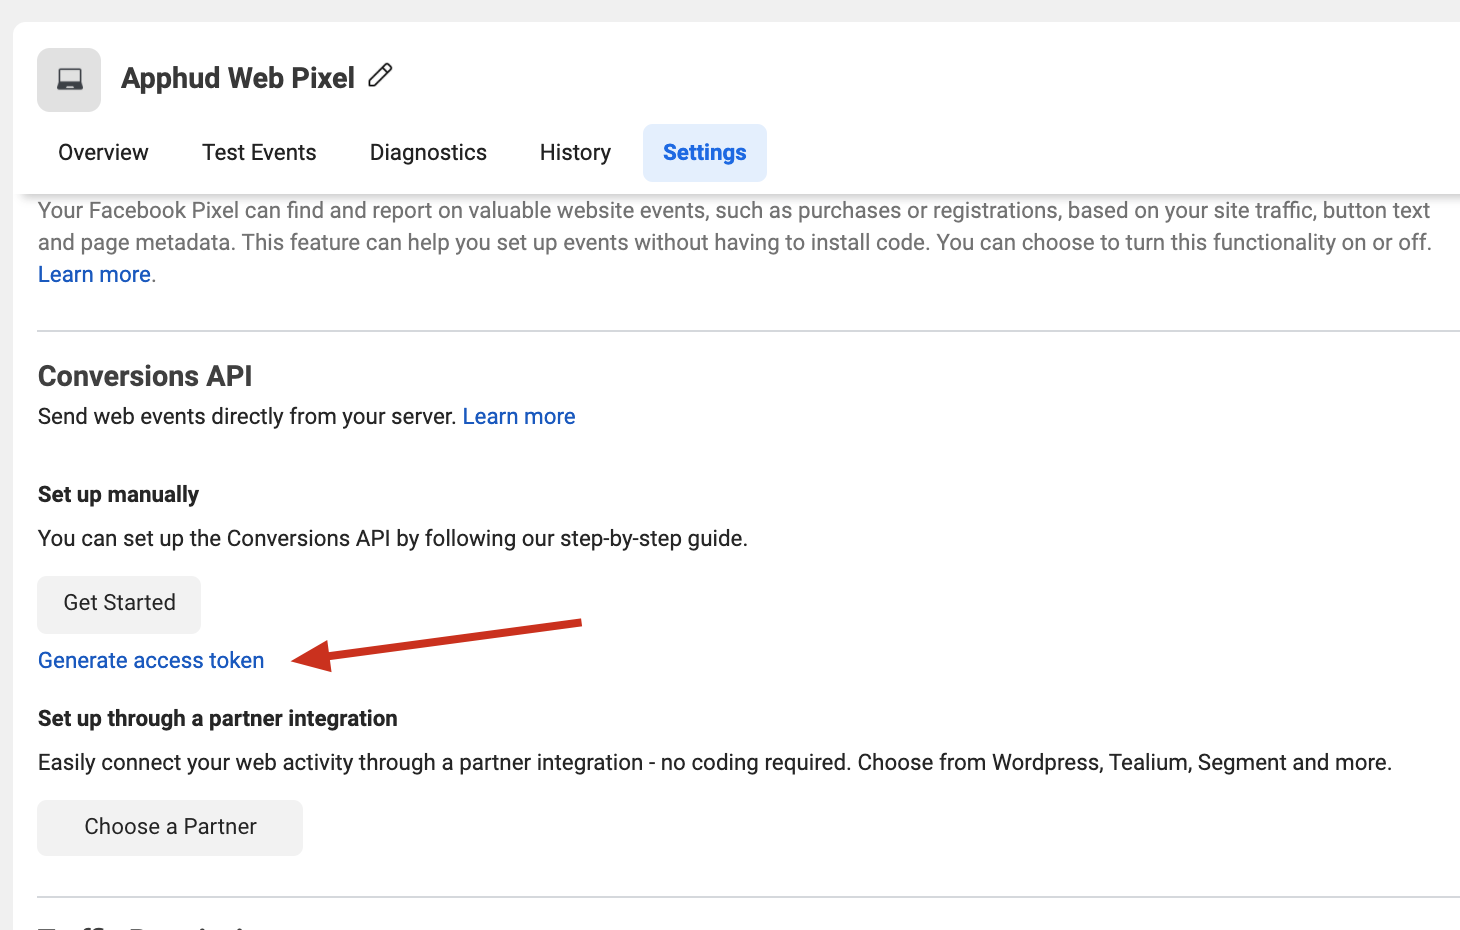 Apphud Web Pixel
Overview
Test Events
Diagnostics
History
Settings
Your Facebook Pixel can find and report on valuable website events, such as purchases or registrations, based on your site traffic, button text
and page metadata. This feature can help you set up events without having to install code. You can choose to turn this functionality on or off.
Learn more.
Conversions API
Send web events directly from your server. Learn more
Set up manually
You can set up the Conversions API by following our step-by-step guide.
Get Started
Generate access token
Set up through a partner integration
Easily connect your web activity through a partner integration - no coding required. Choose from Wordpress, Tealium, Segment and more.
Choose a Partner